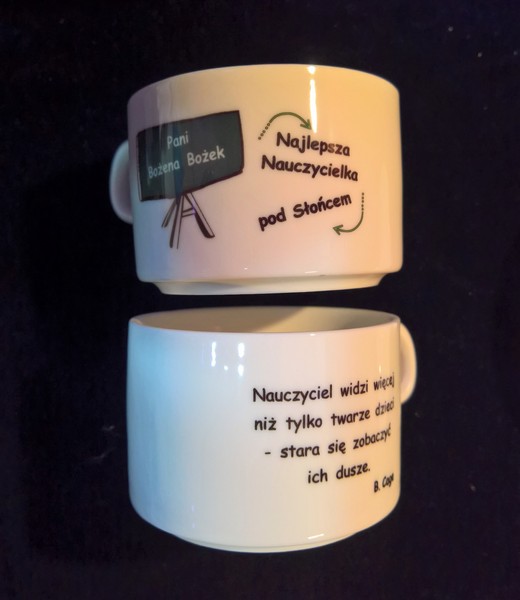 Pani
Bożena Bożek
Najlepsza
Nauczycielka
pod Słońcem
Nauczyciel widzi więcej
niż tylko twarze dzieci
- stara się zobaczyć
ich dusze.
B. Cage